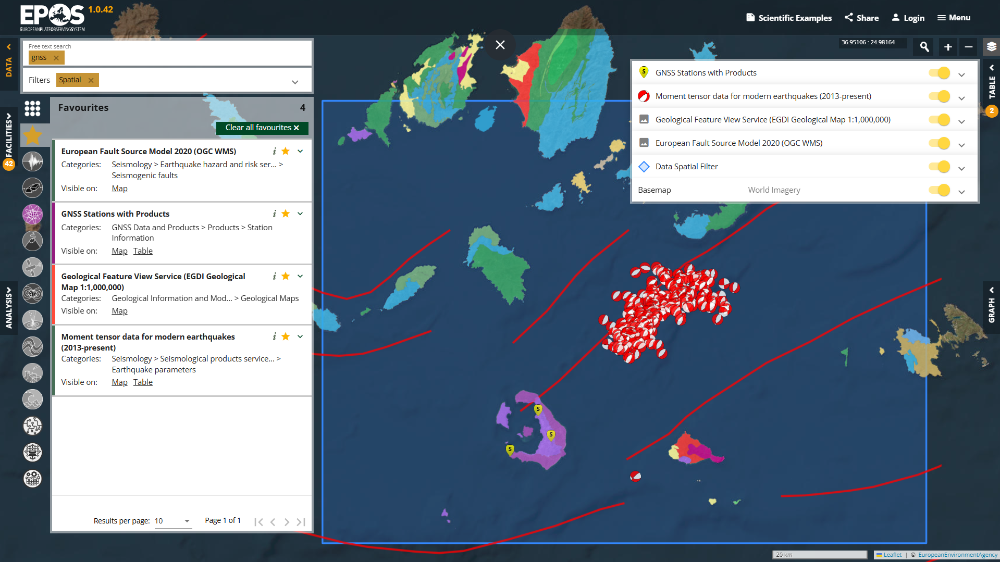 EPOS 1.0.42
EUROPEANPLATEOBSERVINGSYSTEM
Scientific Examples
Share
Login
Menu
DATA
Free text search
gnss
Filters
Spatial
36.95106 : 24.98164
FACILITIES
42
ANALYSIS
Favourites
4
Clear all favourites
European Fault Source Model 2020 (OGC WMS)
Categories: Seismology > Earthquake hazard and risk ser... >
Seismogenic faults
Visible on: Map
GNSS Stations with Products
Categories: GNSS Data and Products > Products > Station
Information
Visible on: Map Table
Geological Feature View Service (EGDI Geological
Map 1:1,000,000)
Categories: Geological Information and Mod... > Geological Maps
Visible on: Map
Moment tensor data for modern earthquakes
(2013-present)
Categories: Seismology > Seismological products service... >
Earthquake parameters
Visible on: Map Table
Results per page: 10
Page 1 of 1
S GNSS Stations with Products
Moment tensor data for modern earthquakes (2013-present)
Geological Feature View Service (EGDI Geological Map 1:1,000,000)
European Fault Source Model 2020 (OGC WMS)
Data Spatial Filter
Basemap World Imagery
TABLE
2
GRAPH
S
S
S
20 km
Leaflet | © EuropeanEnvironmentAgency